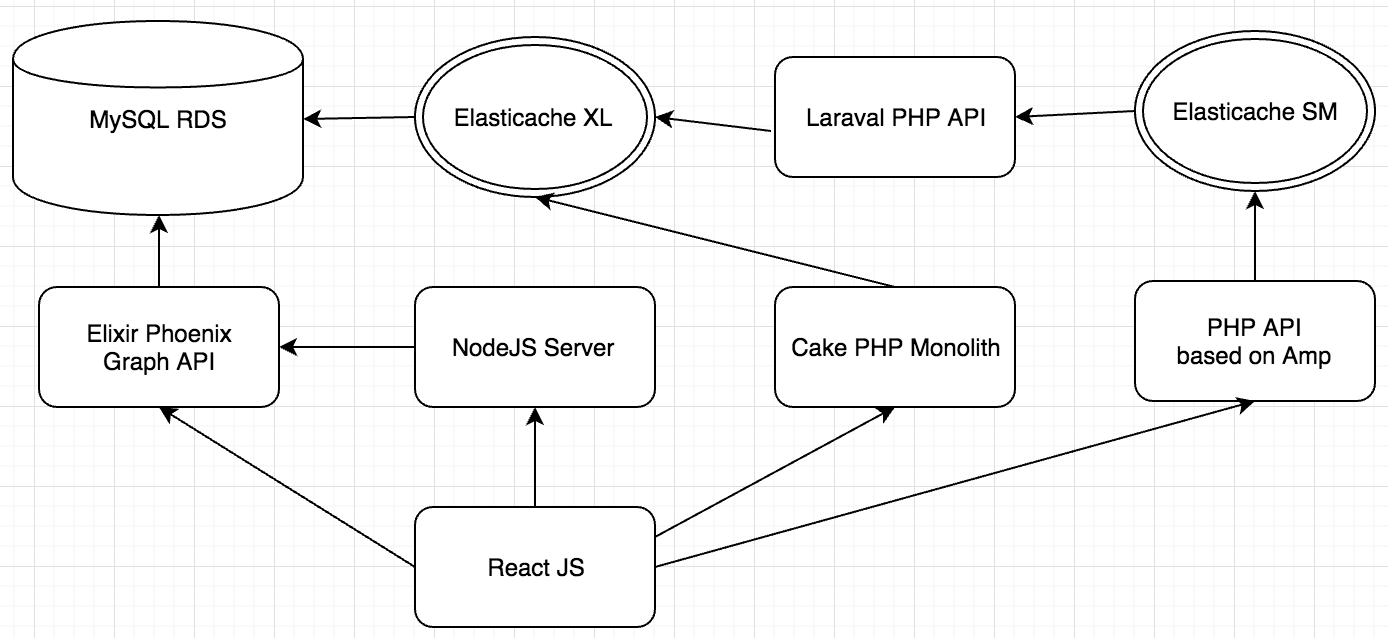 MySQL RDS
Elasticache XL
Laraval PHP API
Elasticache SM
Elixir Phoenix
Graph API
NodeJS Server
Cake PHP Monolith
PHP API
based on Amp
React JS